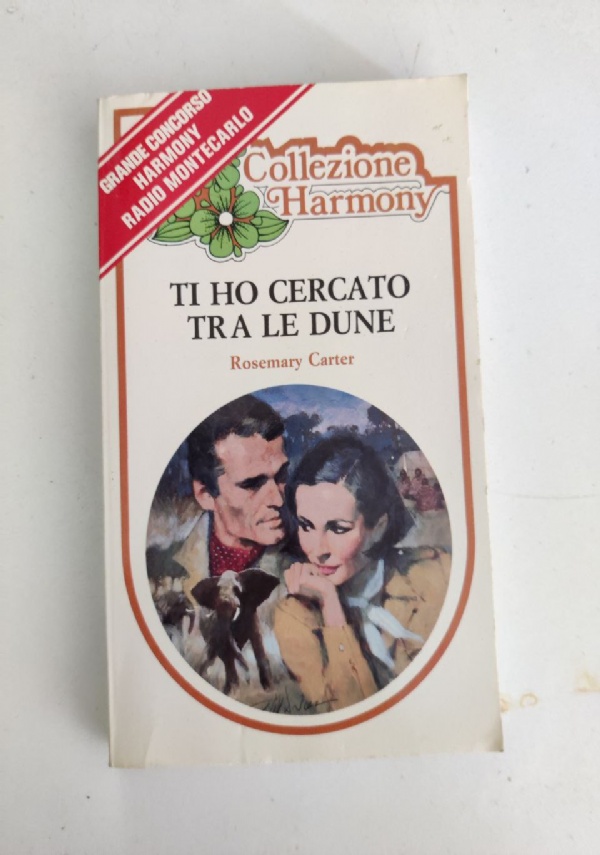 GRANDE CONCORSO
HARMONY
RADIO MONTECARLO
Collezione
Harmony
TI HO CERCATO
TRA LE DUNE
Rosemary Carter